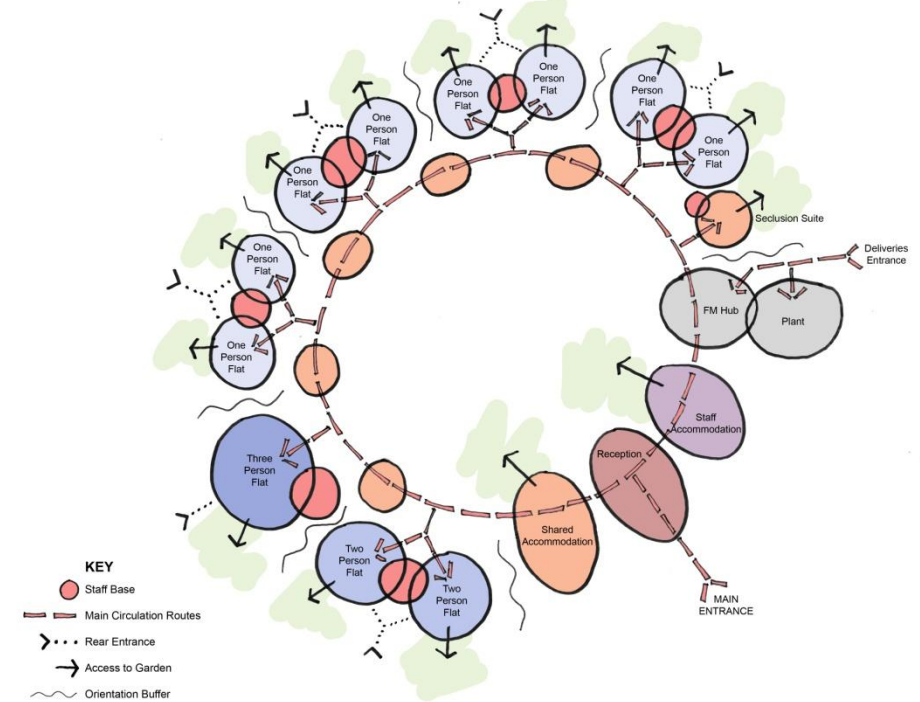 One
Person
Flat
One
Person
Flat
One
Person
Flat
One
Person
Flat
One
Person
Flat
One
Person
Flat
One
Person
Flat
One
Person
Flat
Seclusion Suite
Deliveries
Entrance
FM Hub
Plant
Staff
Accommodation
Reception
Shared
Accommodation
MAIN
ENTRANCE
Three
Person
Flat
Two
Person
Flat
Two
Person
Flat
KEY
Staff Base
Main Circulation Routes
Rear Entrance
Access to Garden
Orientation Buffer